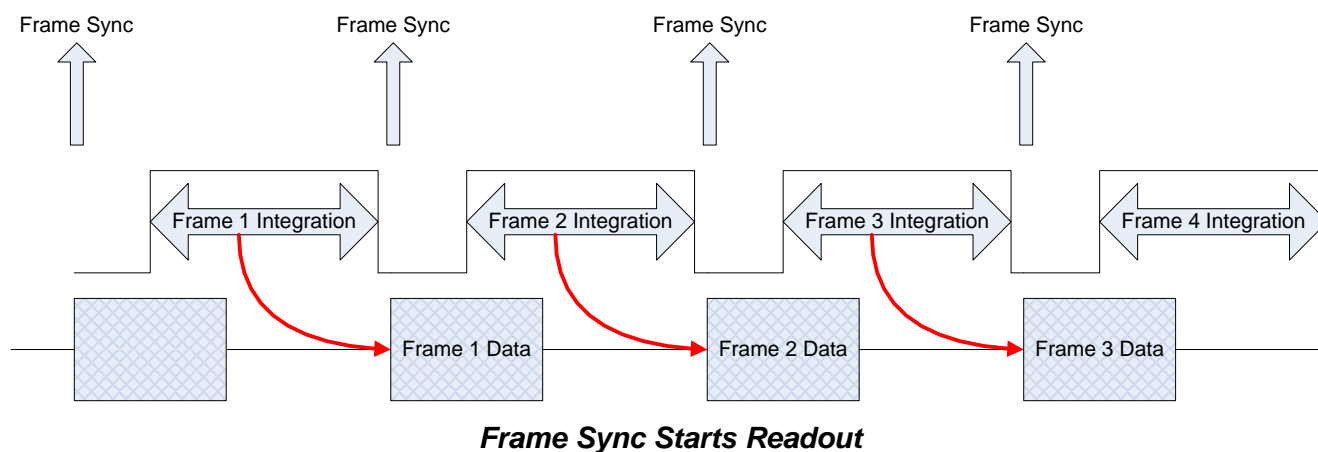 Frame Sync
Frame Sync
Frame Sync
Frame Sync
Frame 1 Integration
Frame 2 Integration
Frame 3 Integration
Frame 4 Integration
Frame 1 Data
Frame 2 Data
Frame 3 Data
Frame Sync Starts Readout